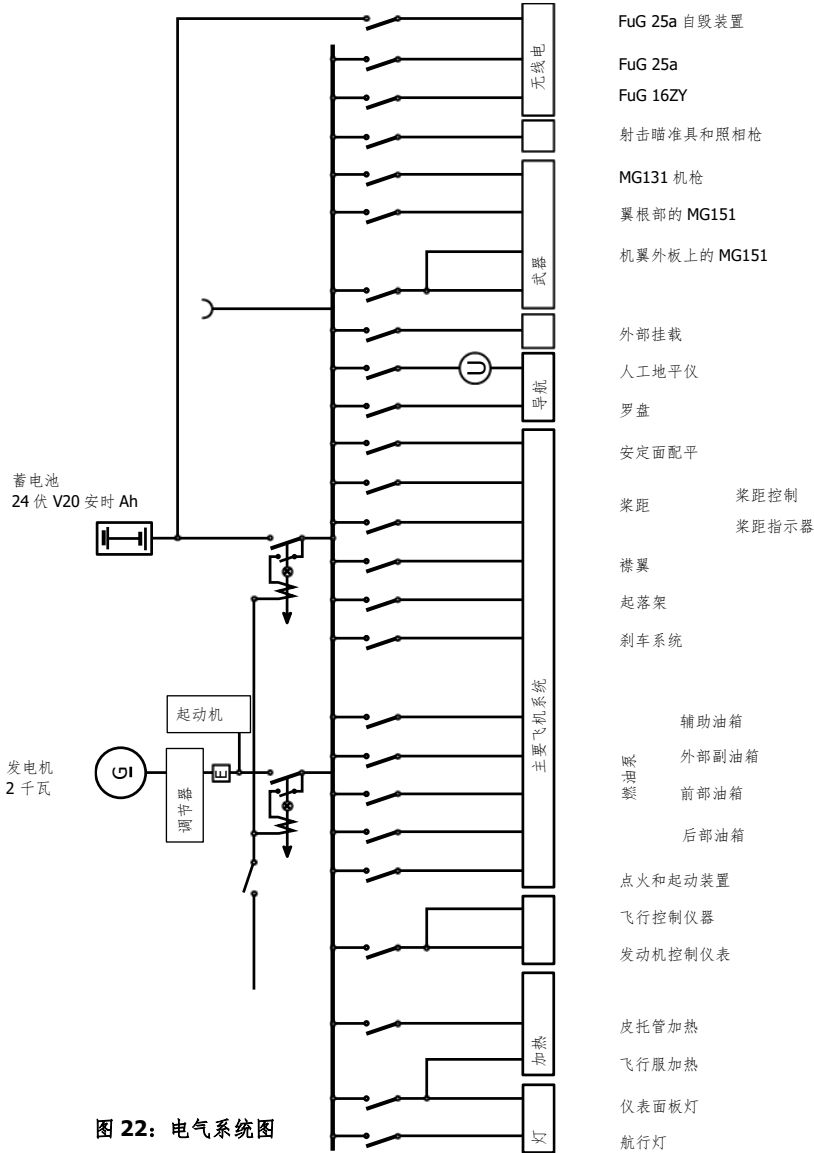 FuG 25a 自毁装置
无线电
FuG 25a
FuG 16ZY
射击瞄准具和照相枪
MG131 机枪
翼根部的 MG151
机翼外板上的 MG151
武器
外部挂载
U
人工地平仪
导航
罗盘
安定面配平
蓄电池
24 伏 V20 安时 Ah
桨距
桨距控制
桨距指示器
襟翼
起落架
刹车系统
主要飞机系统
起动机
发电机
2 千瓦
G
调节器
E
燃油泵
辅助油箱
外部副油箱
前部油箱
后部油箱
点火和起动装置
飞行控制仪器
发动机控制仪表
加热
皮托管加热
飞行服加热
仪表面板灯
灯
航行灯
图 22：电气系统图